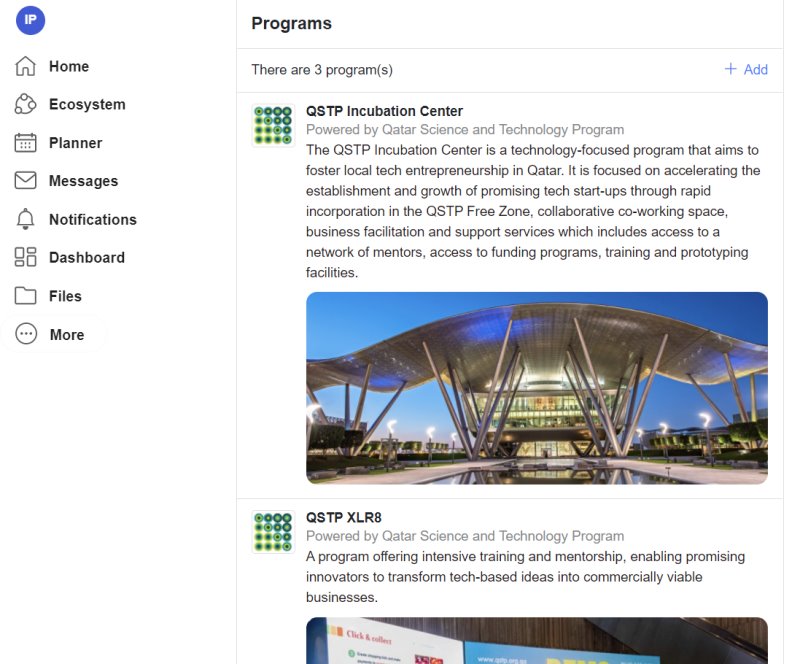 IP
Home
Ecosystem
Planner
Messages
Notifications
Dashboard
Files
More
Programs
There are 3 program(s)
+ Add
QSTP Incubation Center
Powered by Qatar Science and Technology Program
The QSTP Incubation Center is a technology-focused program that aims to
foster local tech entrepreneurship in Qatar. It is focused on accelerating the
establishment and growth of promising tech start-ups through rapid
incorporation in the QSTP Free Zone, collaborative co-working space,
business facilitation and support services which includes access to a
network of mentors, access to funding programs, training and prototyping
facilities.
QSTP XLR8
Powered by Qatar Science and Technology Program
A program offering intensive training and mentorship, enabling promising
innovators to transform tech-based ideas into commercially viable
businesses.
Click & collect
www.qstp.org.qa